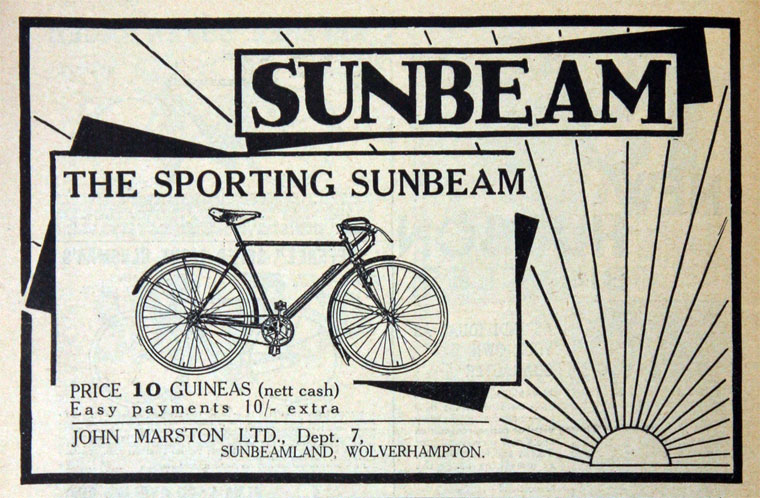 SUNBEAM
THE SPORTING SUNBEAM
PRICE 10 GUINEAS (nett cash)
Easy payments 10/- extra
JOHN MARSTON LTD., Dept. 7,
SUNBEAMLAND, WOLVERHAMPTON.